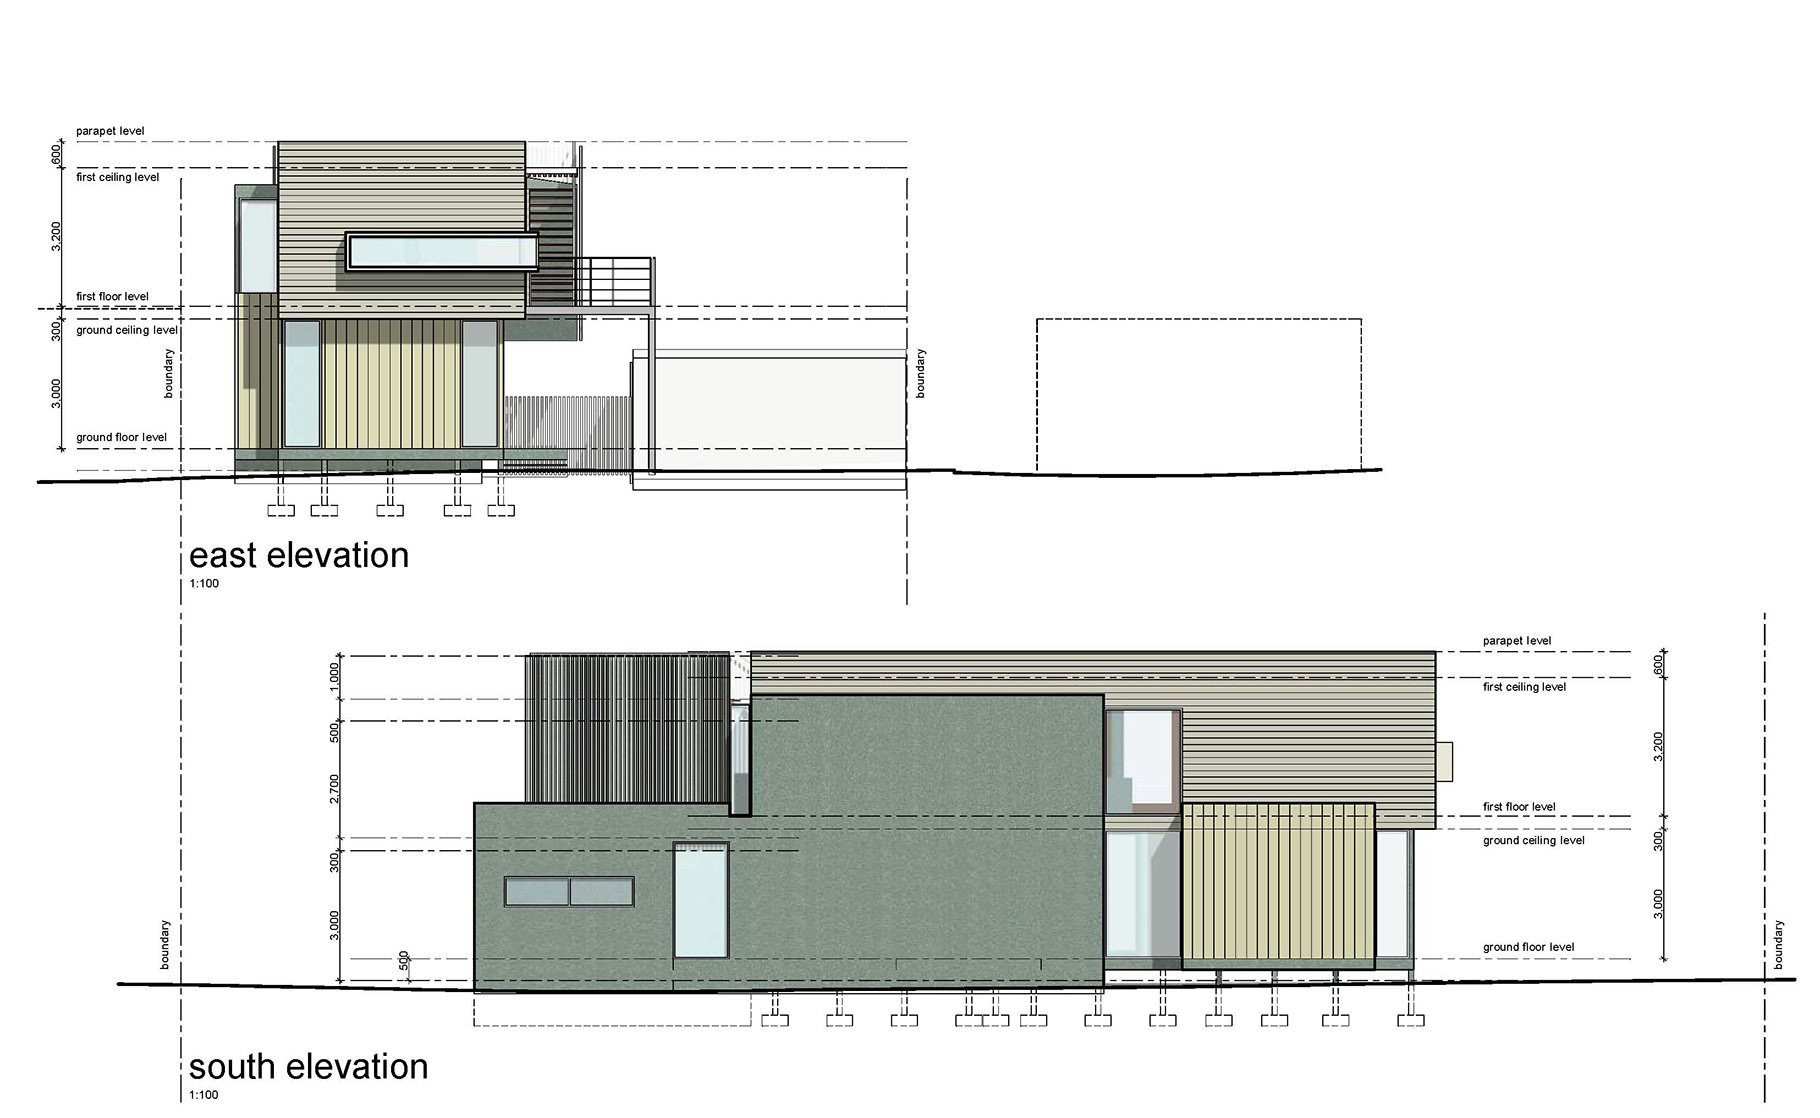 parapet level
600
first ceiling level
3.200
first floor level
300
ground ceiling level
boundary
boundary
3.000
ground floor level
east elevation
1:100
parapet level
600
1.000
first ceiling level
500
3.200
2.700
first floor level
300
ground ceiling level
300
3.000
3.000
boundary
boundary
ground floor level
500
south elevation
1:100